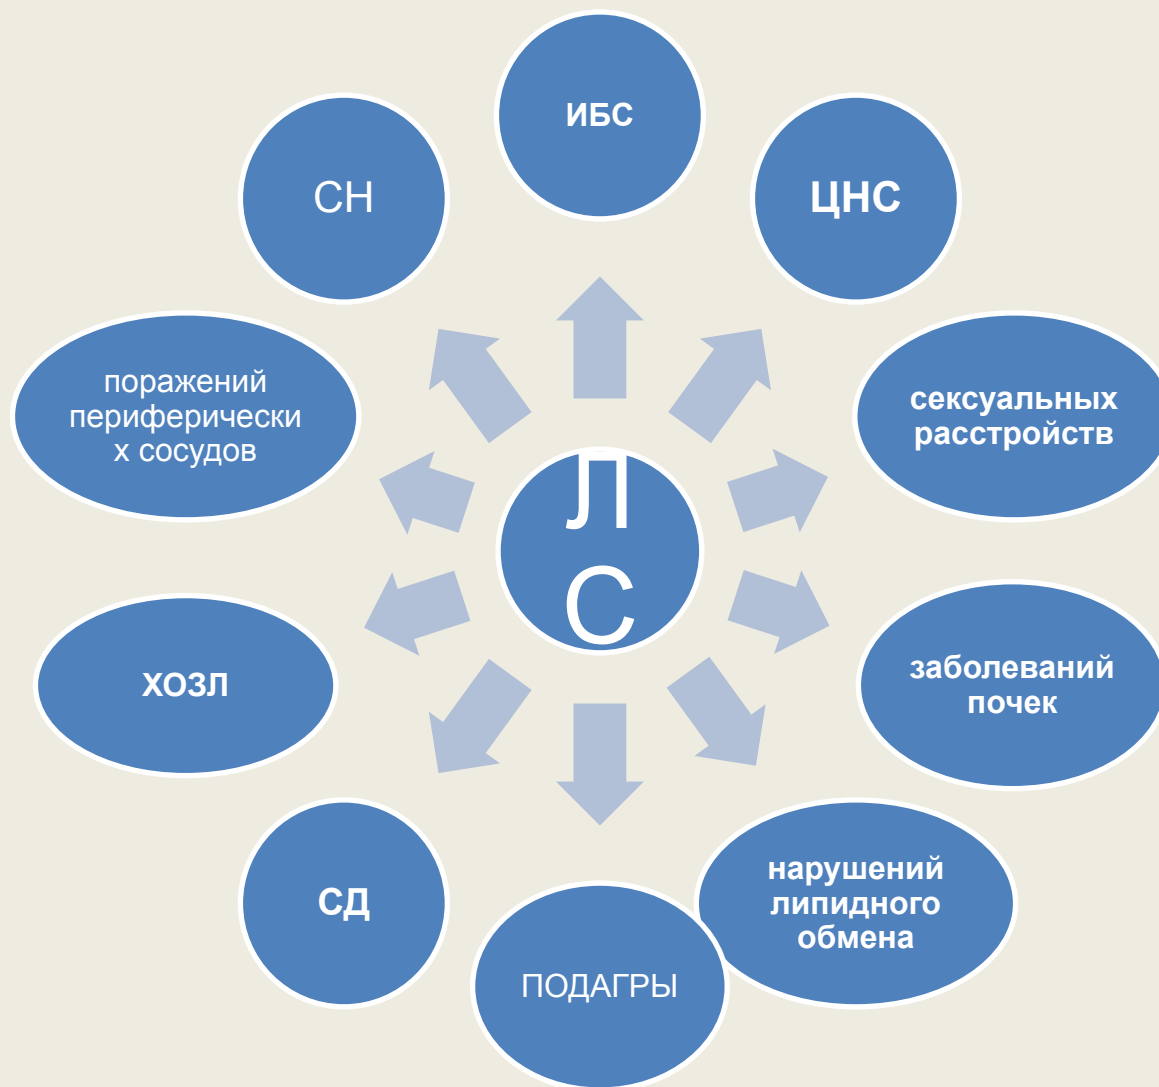 ИБС
ЦНС
СН
поражений
периферически
х сосудов
сексуальных
расстройств
Л
С
ХОЗЛ
заболеваний
почек
СД
нарушений
липидного
обмена
ПОДАГРЫ